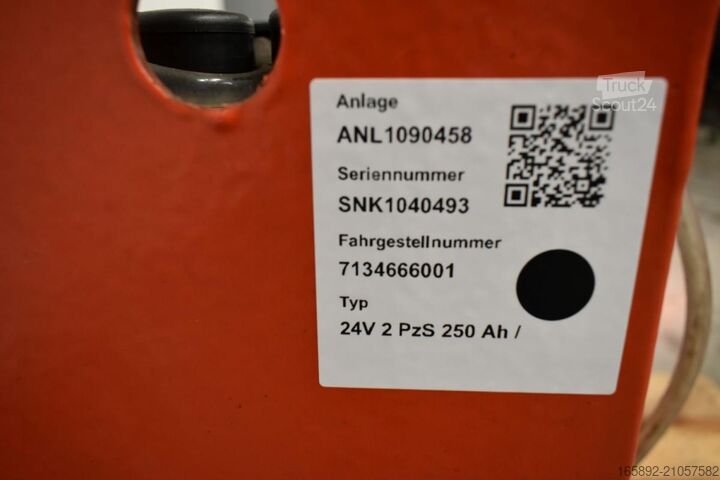 Truck
Scout24
Anlage
ANL1090458
Seriennummer
SNK1040493
Fahrgestellnummer
7134666001
Typ
24V 2 PzS 250 Ah /
165892-21057582